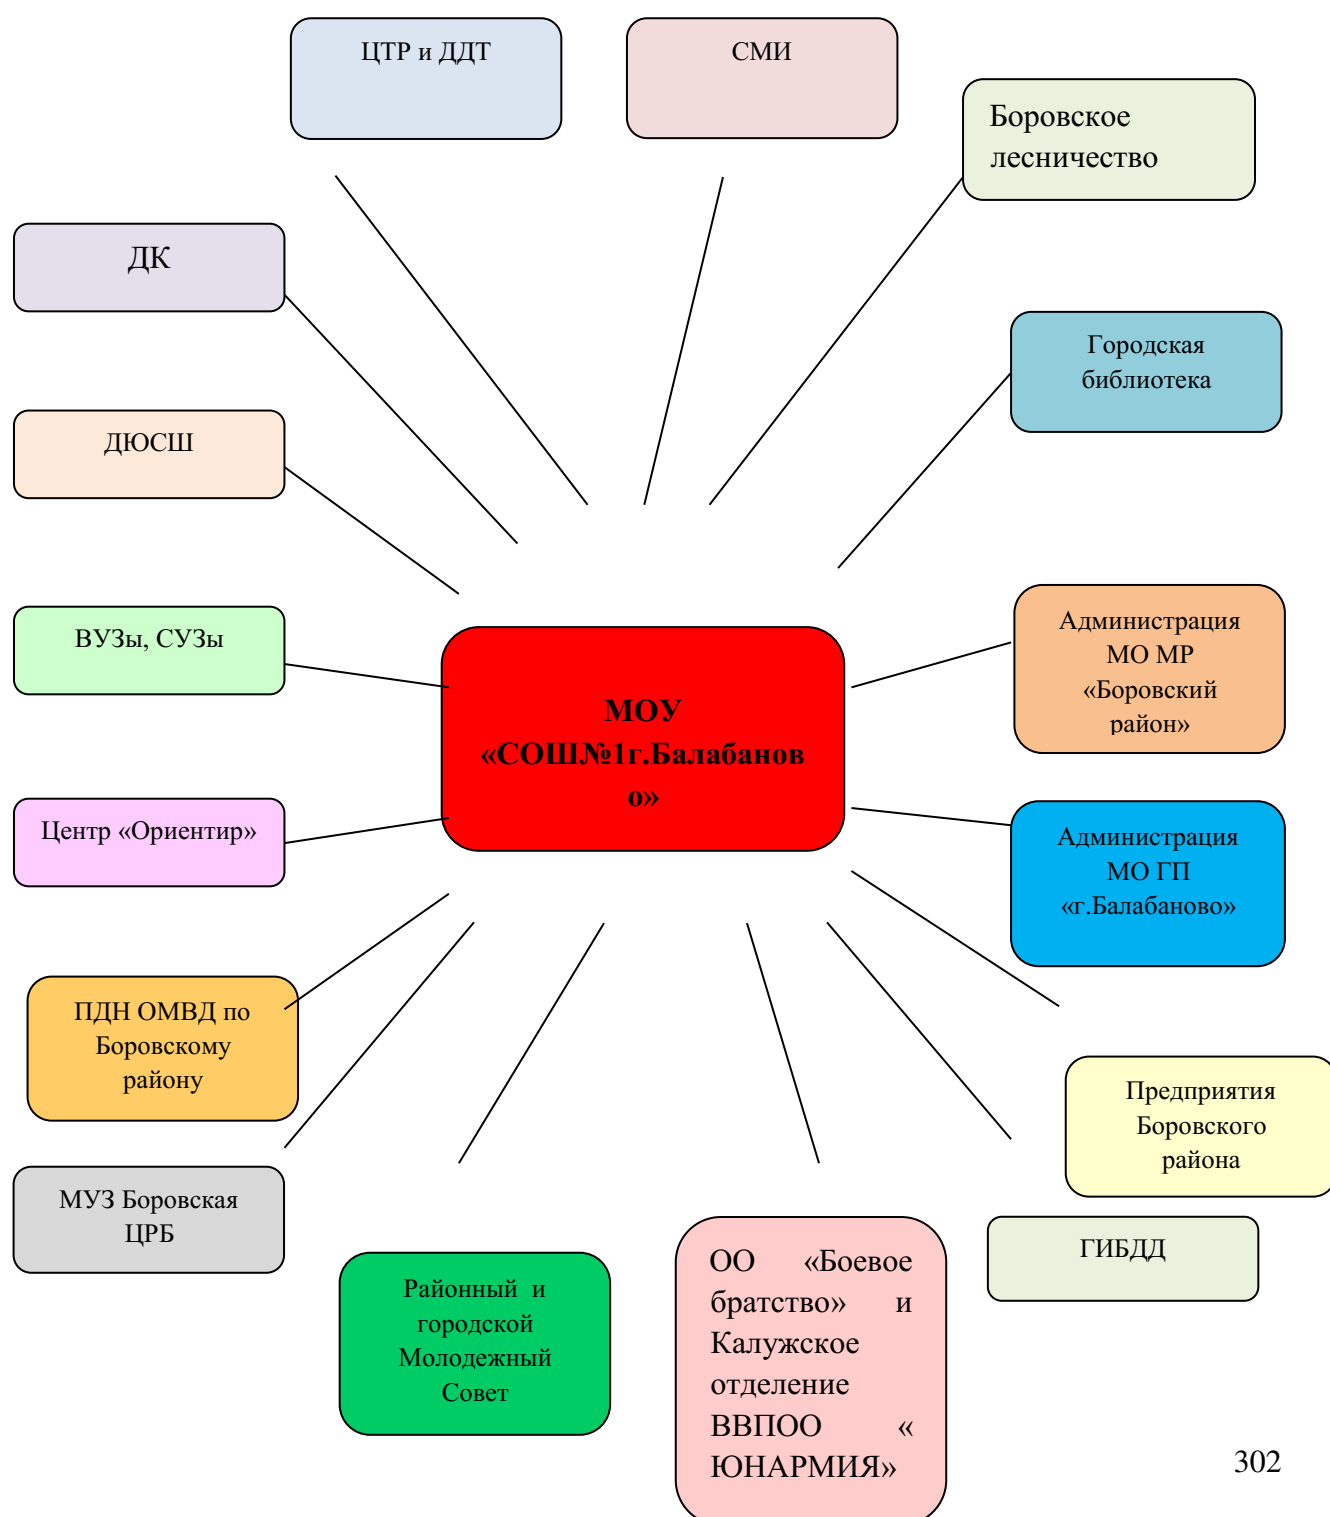 ЦТР и ДДТ
СМИ
Боровское
лесничество
ДК
Городская
библиотека
ДЮСШ
ВУЗы, СУЗы
Администрация
МО МР
«Боровский
район»
МОУ
«СОШ№1г.Балабанов
о»
Центр «Ориентир»
Администрация
МО ГП
«г.Балабаново»
ПДН ОМВД по
Боровскому
району
Предприятия
Боровского
района
МУЗ Боровская
ЦРБ
ГИБДД
Районный и
городской
Молодежный
Совет
ОО «Боевое
братство» и
Калужское
отделение
ВВПОО «
ЮНАРМИЯ»
302